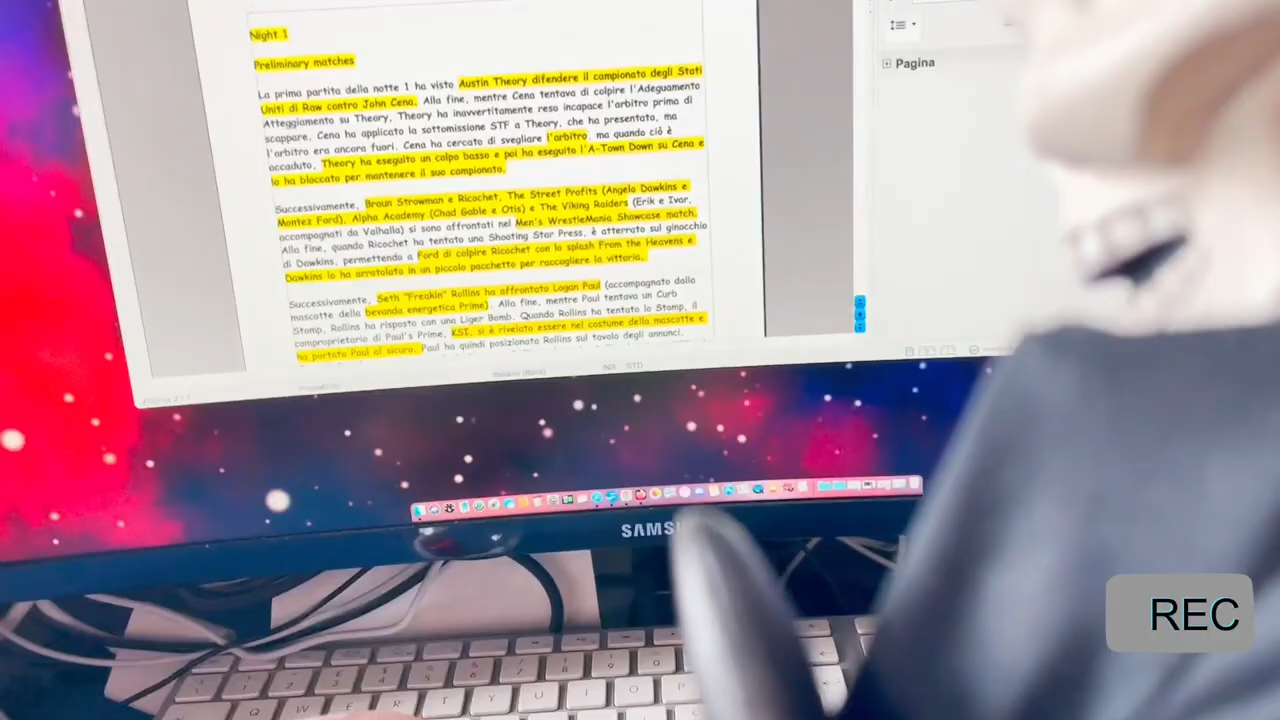 Night 1
Preliminary matches
La prima partita della notte 1 ha visto Austin Theory difendere il campionato degli Stati
Uniti di Raw contro John Cena. Alla fine, mentre Cena tentava di colpire l'Adeguamento
Atteggiamento su Theory, Theory ha inavvertitamente reso incapace l'arbitro prima di
scappare. Cena ha applicato la sottomissione STF a Theory, che ha presentato, ma
l'arbitro era ancora fuori. Cena ha cercato di svegliare l'arbitro, ma quando ciò è
accaduto, Theory ha eseguito un colpo basso e poi ha eseguito l'A-Town Down su Cena e
lo ha bloccato per mantenere il suo campionato.
Successivamente, Braun Strowman e Ricochet, The Street Profits (Angelo Dawkins e
Montez Ford), Alpha Academy (Chad Gable e Otis) e The Viking Raiders (Erik e Ivar,
accompagnati da Valhalla) si sono affrontati nel Men's WrestleMania Showcase match.
Alla fine, quando Ricochet ha tentato una Shooting Star Press, è atterrato sul ginocchio
di Dawkins, permettendo a Ford di colpire Ricochet con lo splash From the Heavens e
Dawkins lo ha arrotolato in un piccolo pacchetto per raccogliere la vittoria.
Successivamente, Seth "Freakin" Rollins ha affrontato Logan Paul (accompagnato dalla
mascotte della bevanda energetica Prime). Alla fine, mentre Paul tentava un Curb
Stomp, Rollins ha risposto con una Liger Bomb. Quando Rollins ha tentato lo Stomp, il
comproprietario di Paul's Prime, KSI, si è rivelato essere nel costume della mascotte e
ha portato Paul al sicuro. Paul ha quindi posizionato Rollins sul tavolo degli annunci.
Pagina
INS STD
SAMS
Q W E R T Y U I O P
REC